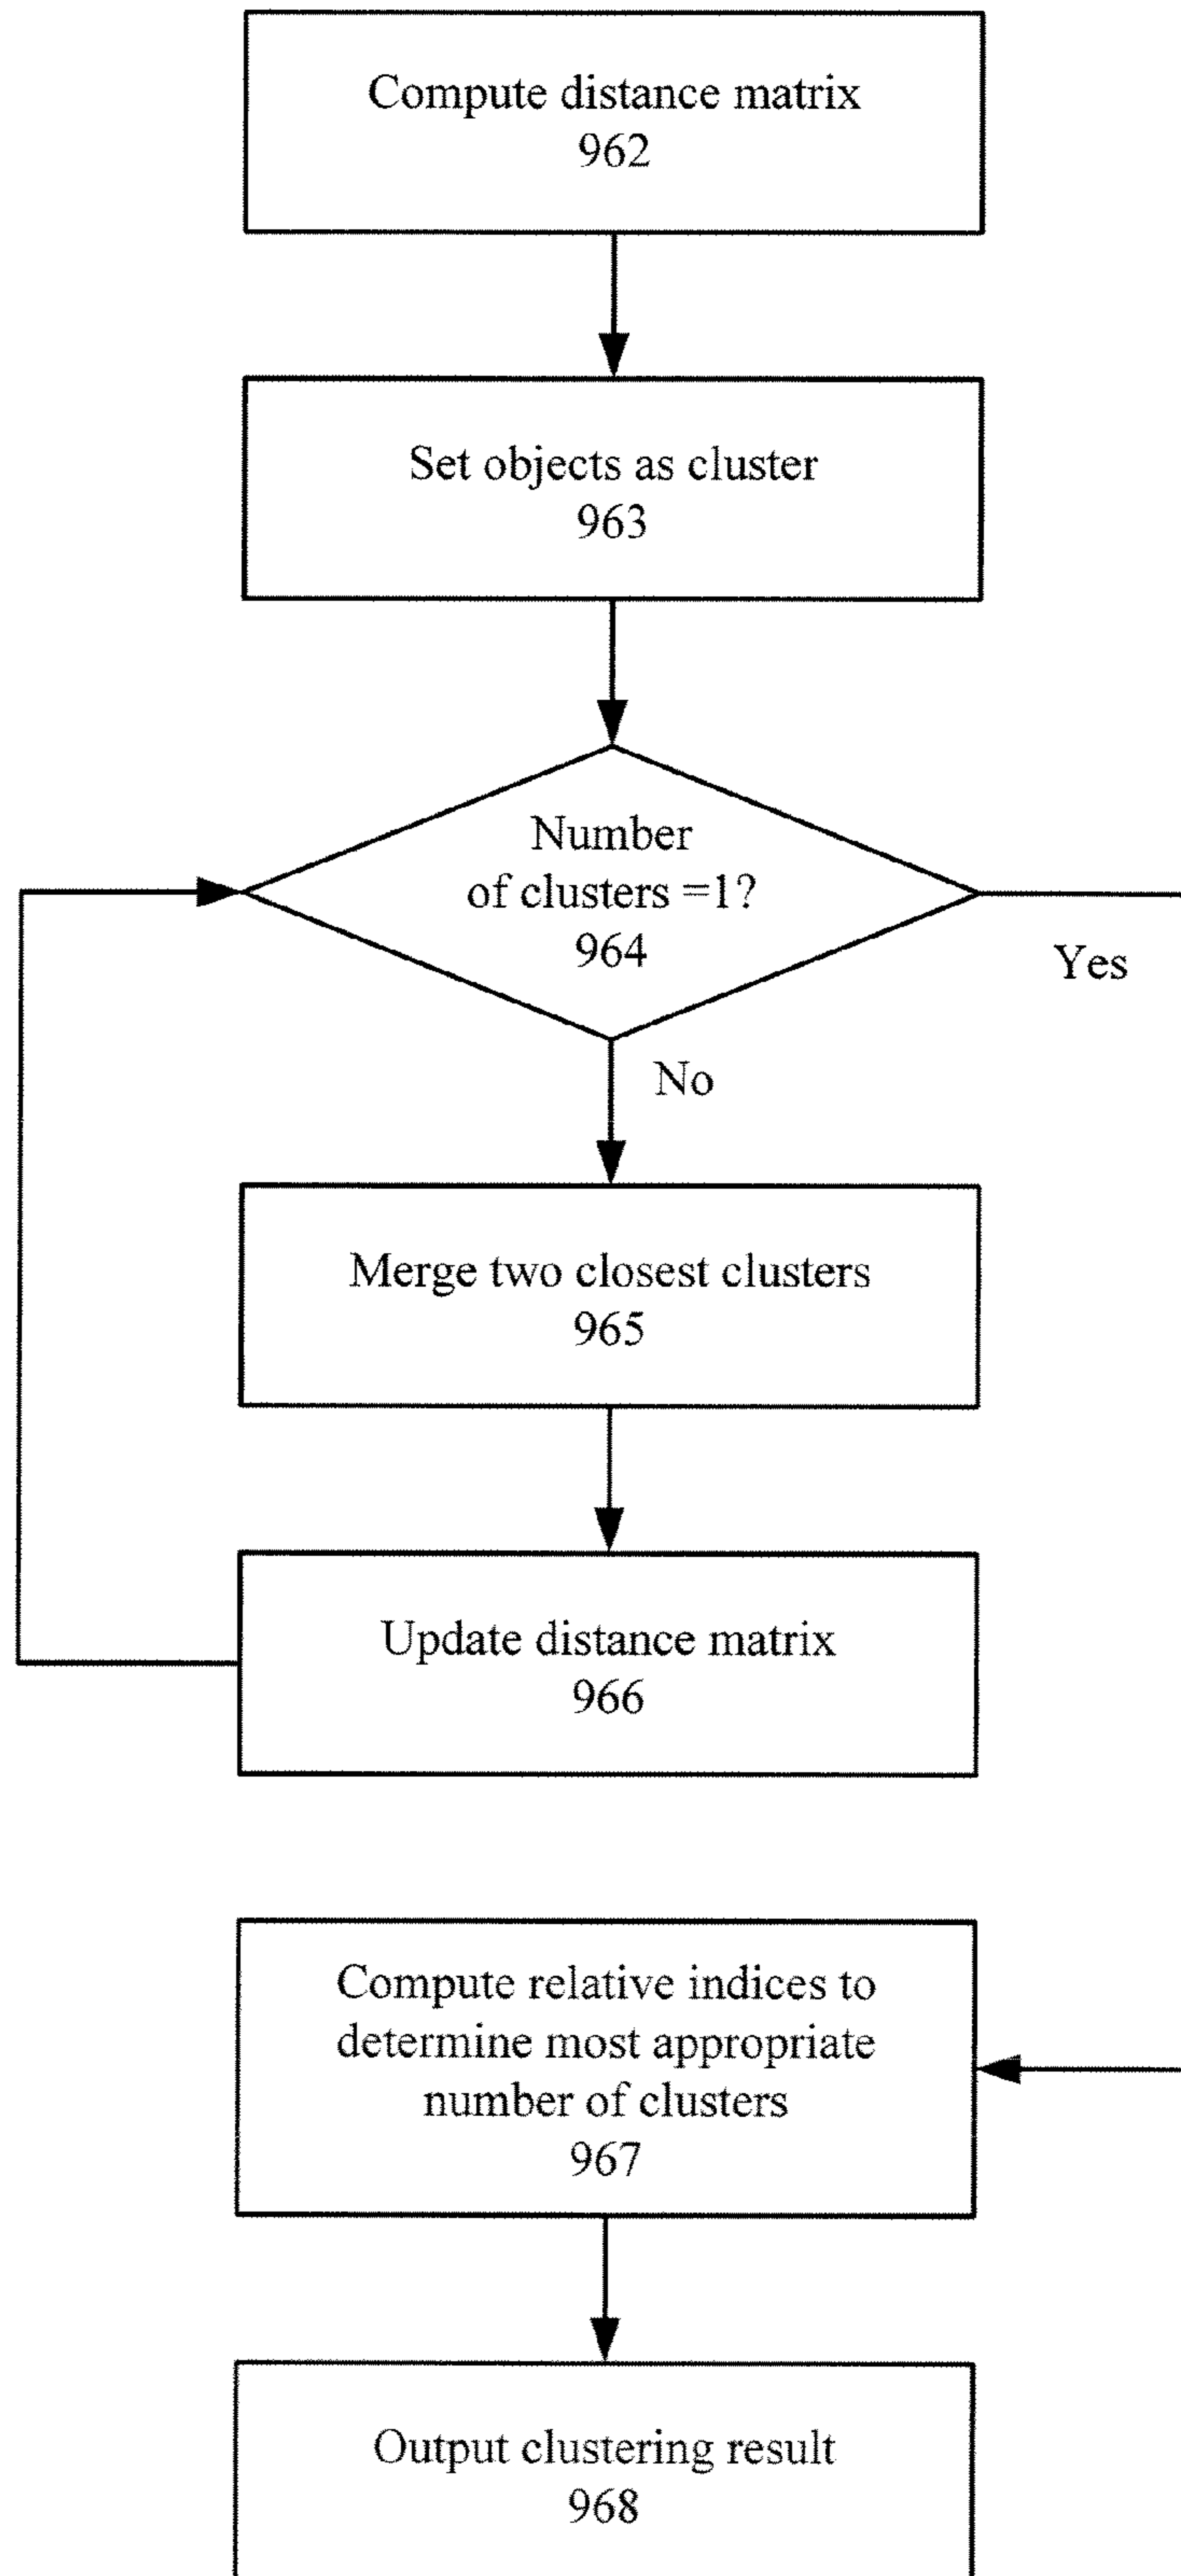 Compute distance matrix
962
Set objects as cluster
963
Number
of clusters =1?
964
Yes
No
Merge two closest clusters
965
Update distance matrix
966
Compute relative indices to
determine most appropriate
number of clusters
967
Output clustering result
968